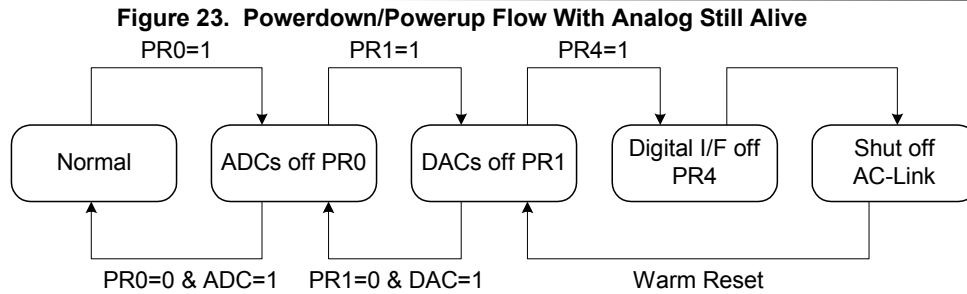 Figure 23. Powerdown/Powerup Flow With Analog Still Alive
PR0=1
PR1=1
PR4=1
Normal
ADCs off PR0
DACs off PR1
Digital I/F off
PR4
Shut off
AC-Link
PR0=0 & ADC=1
PR1=0 & DAC=1
Warm Reset